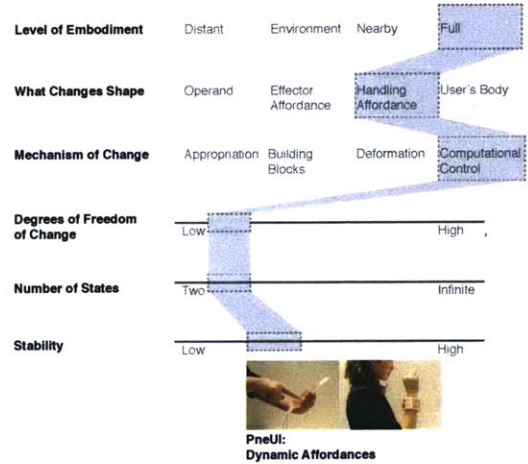 Level of Embodiment Distant Environment Nearby Full
What Changes Shape Operand Effector Affordance Handling Affordance User's Body
Mechanism of Change Appropriation Building Blocks Deformation Computational Control
Degrees of Freedom of Change
Low High
Number of States Two Infinite
Stability
Low High
PneUI:
Dynamic Affordances